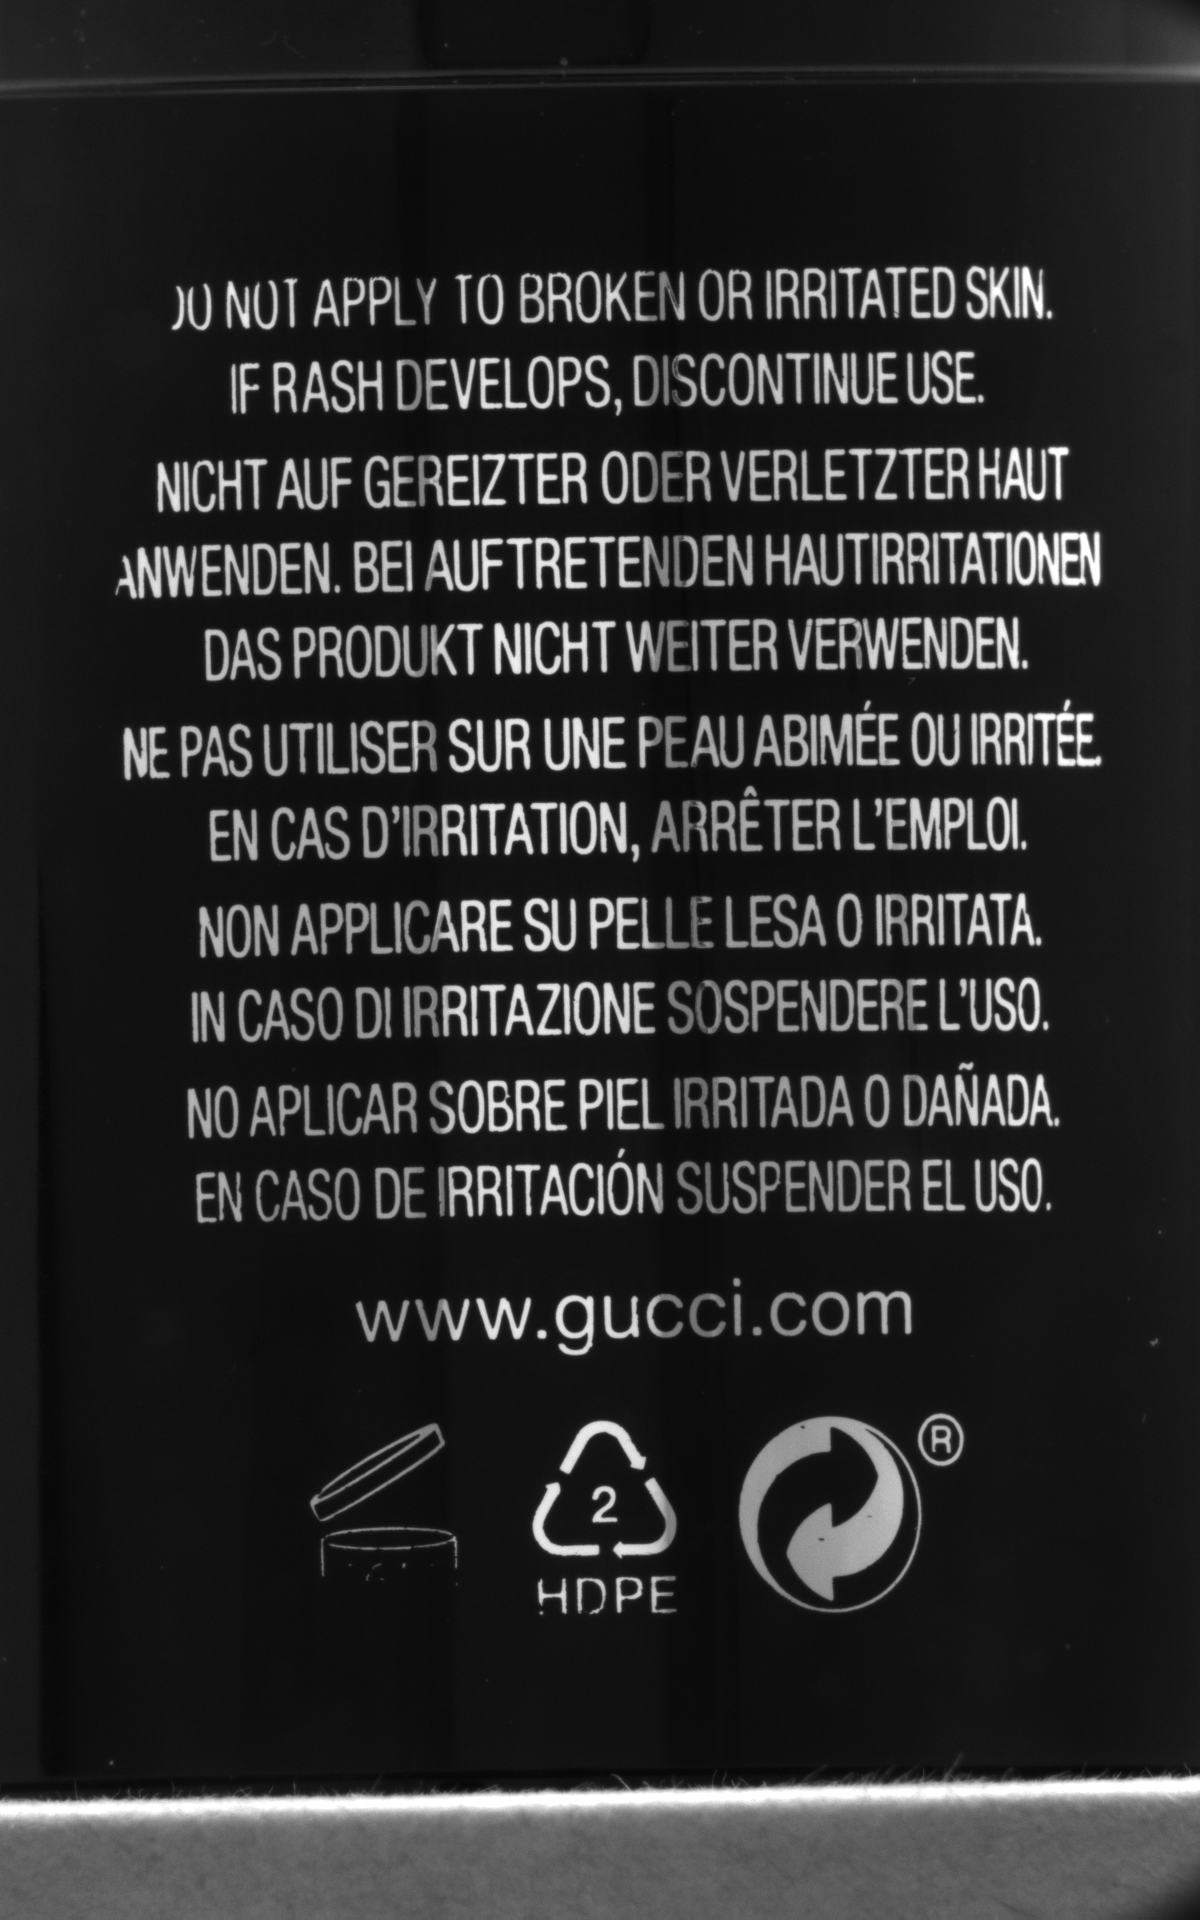 DO NOT APPLY TO BROKEN OR IRRITATED SKIN.
IF RASH DEVELOPS, DISCONTINUE USE.
NICHT AUF GEREIZTER ODER VERLETZTER HAUT
ANWENDEN. BEI AUFTRETENDEN HAUTIRRITATIONEN
DAS PRODUKT NICHT WEITER VERWENDEN.
NE PAS UTILISER SUR UNE PEAU ABIMÉE OU IRRITÉE.
EN CAS D'IRRITATION, ARRÊTER L'EMPLOI.
NON APPLICARE SU PELLE LESA O IRRITATA.
IN CASO DI IRRITAZIONE SOSPENDERE L'USO.
NO APLICAR SOBRE PIEL IRRITADA O DAÑADA.
EN CASO DE IRRITACIÓN SUSPENDER EL USO.
www.gucci.com
2
HDPE
®